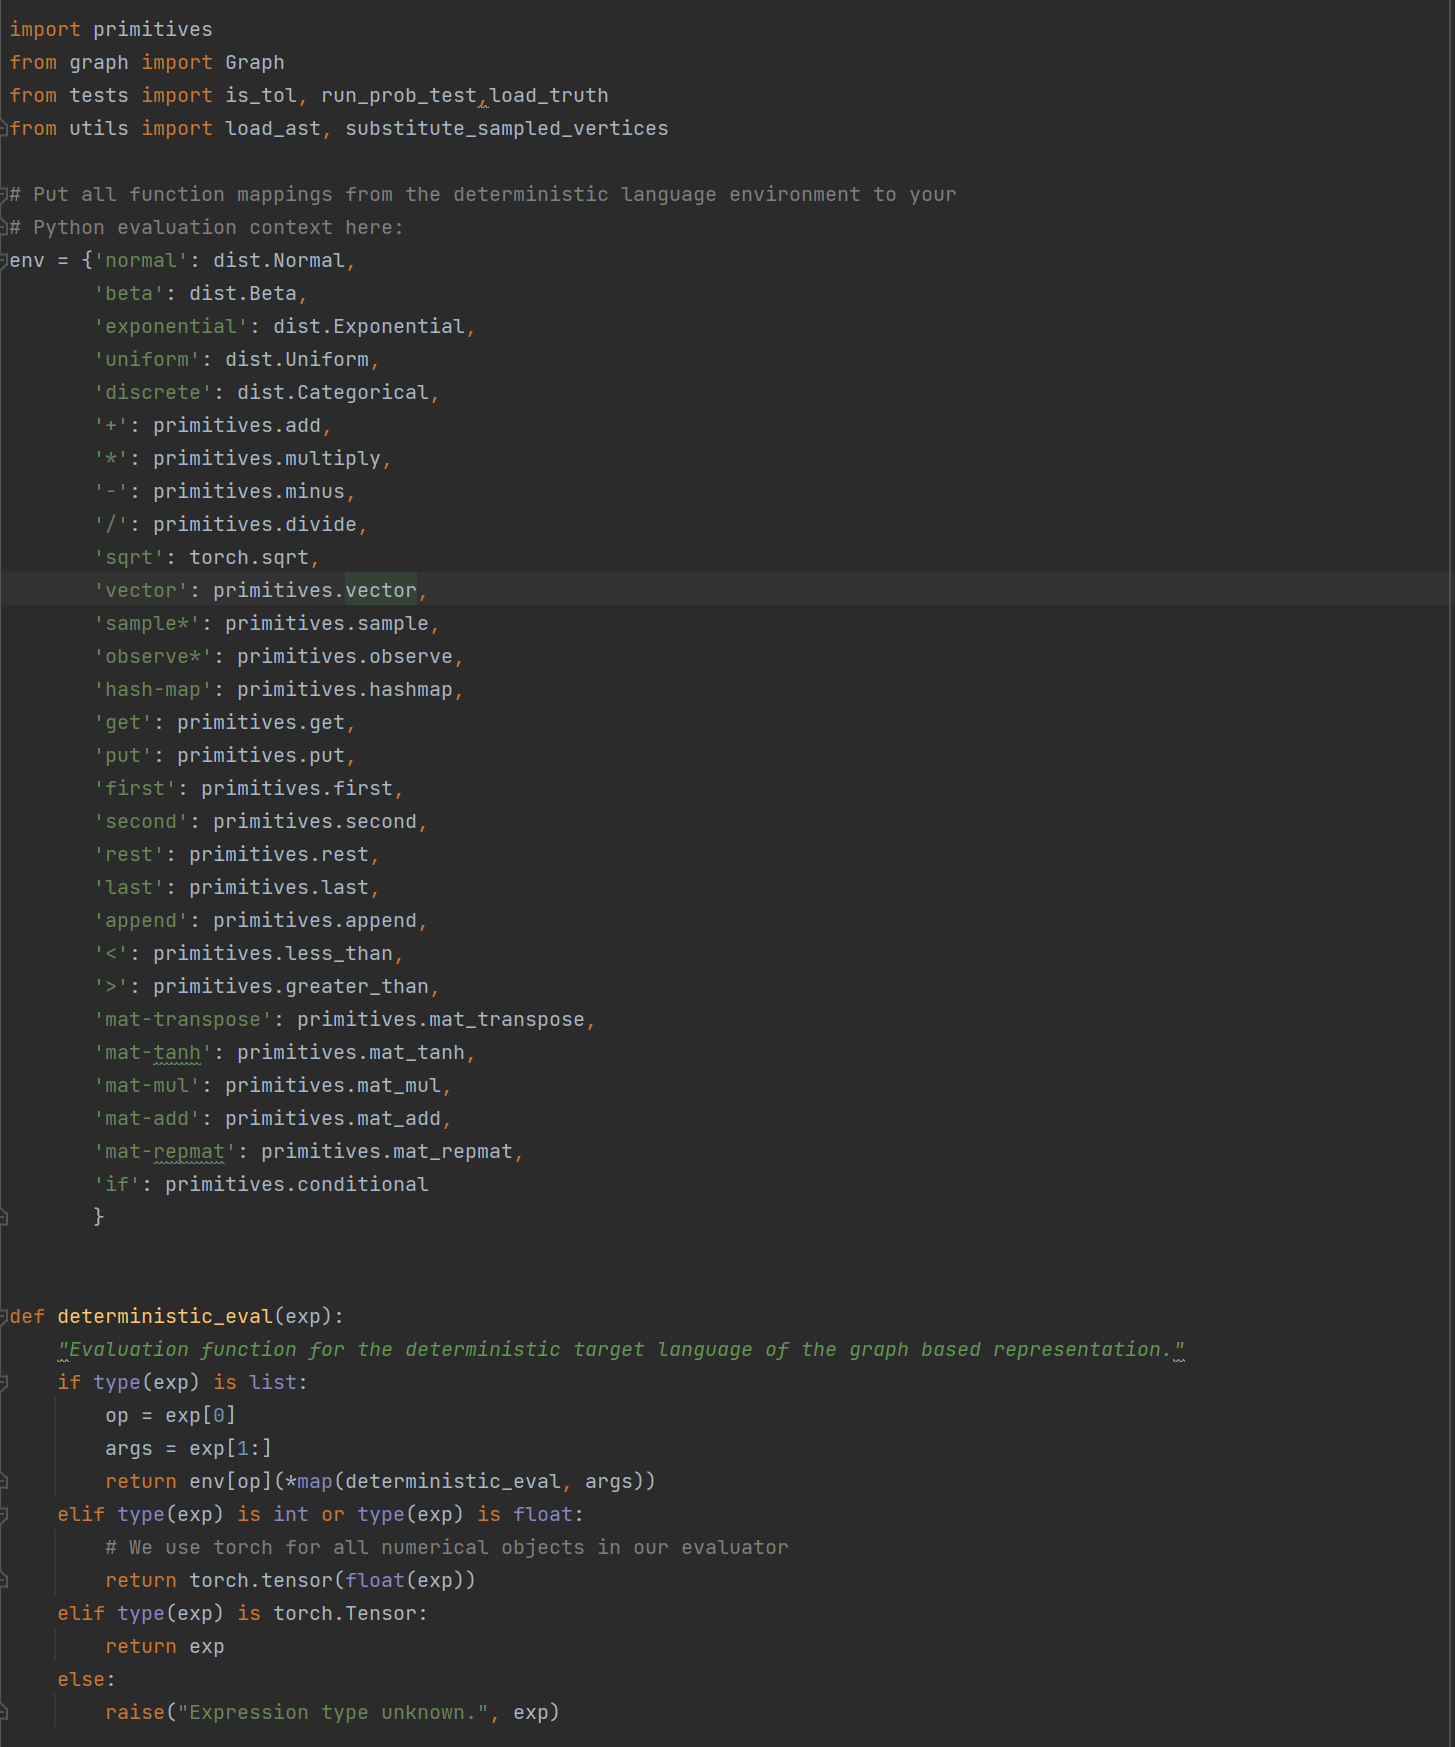 import primitives
from graph import Graph
from tests import is_tol, run_prob_test,load_truth
from utils import load_ast, substitute_sampled_vertices

# Put all function mappings from the deterministic language environment to your
# Python evaluation context here:
env = {'normal': dist.Normal,
       'beta': dist.Beta,
       'exponential': dist.Exponential,
       'uniform': dist.Uniform,
       'discrete': dist.Categorical,
       '+': primitives.add,
       '*': primitives.multiply,
       '-': primitives.minus,
       '/': primitives.divide,
       'sqrt': torch.sqrt,
       'vector': primitives.vector,
       'sample*': primitives.sample,
       'observe*': primitives.observe,
       'hash-map': primitives.hashmap,
       'get': primitives.get,
       'put': primitives.put,
       'first': primitives.first,
       'second': primitives.second,
       'rest': primitives.rest,
       'last': primitives.last,
       'append': primitives.append,
       '<': primitives.less_than,
       '>': primitives.greater_than,
       'mat-transpose': primitives.mat_transpose,
       'mat-tanh': primitives.mat_tanh,
       'mat-mul': primitives.mat_mul,
       'mat-add': primitives.mat_add,
       'mat-repmat': primitives.mat_repmat,
       'if': primitives.conditional
       }


def deterministic_eval(exp):
    "Evaluation function for the deterministic target language of the graph based representation."
    if type(exp) is list:
        op = exp[0]
        args = exp[1:]
        return env[op](*map(deterministic_eval, args))
    elif type(exp) is int or type(exp) is float:
        # We use torch for all numerical objects in our evaluator
        return torch.tensor(float(exp))
    elif type(exp) is torch.Tensor:
        return exp
    else:
        raise("Expression type unknown.", exp)